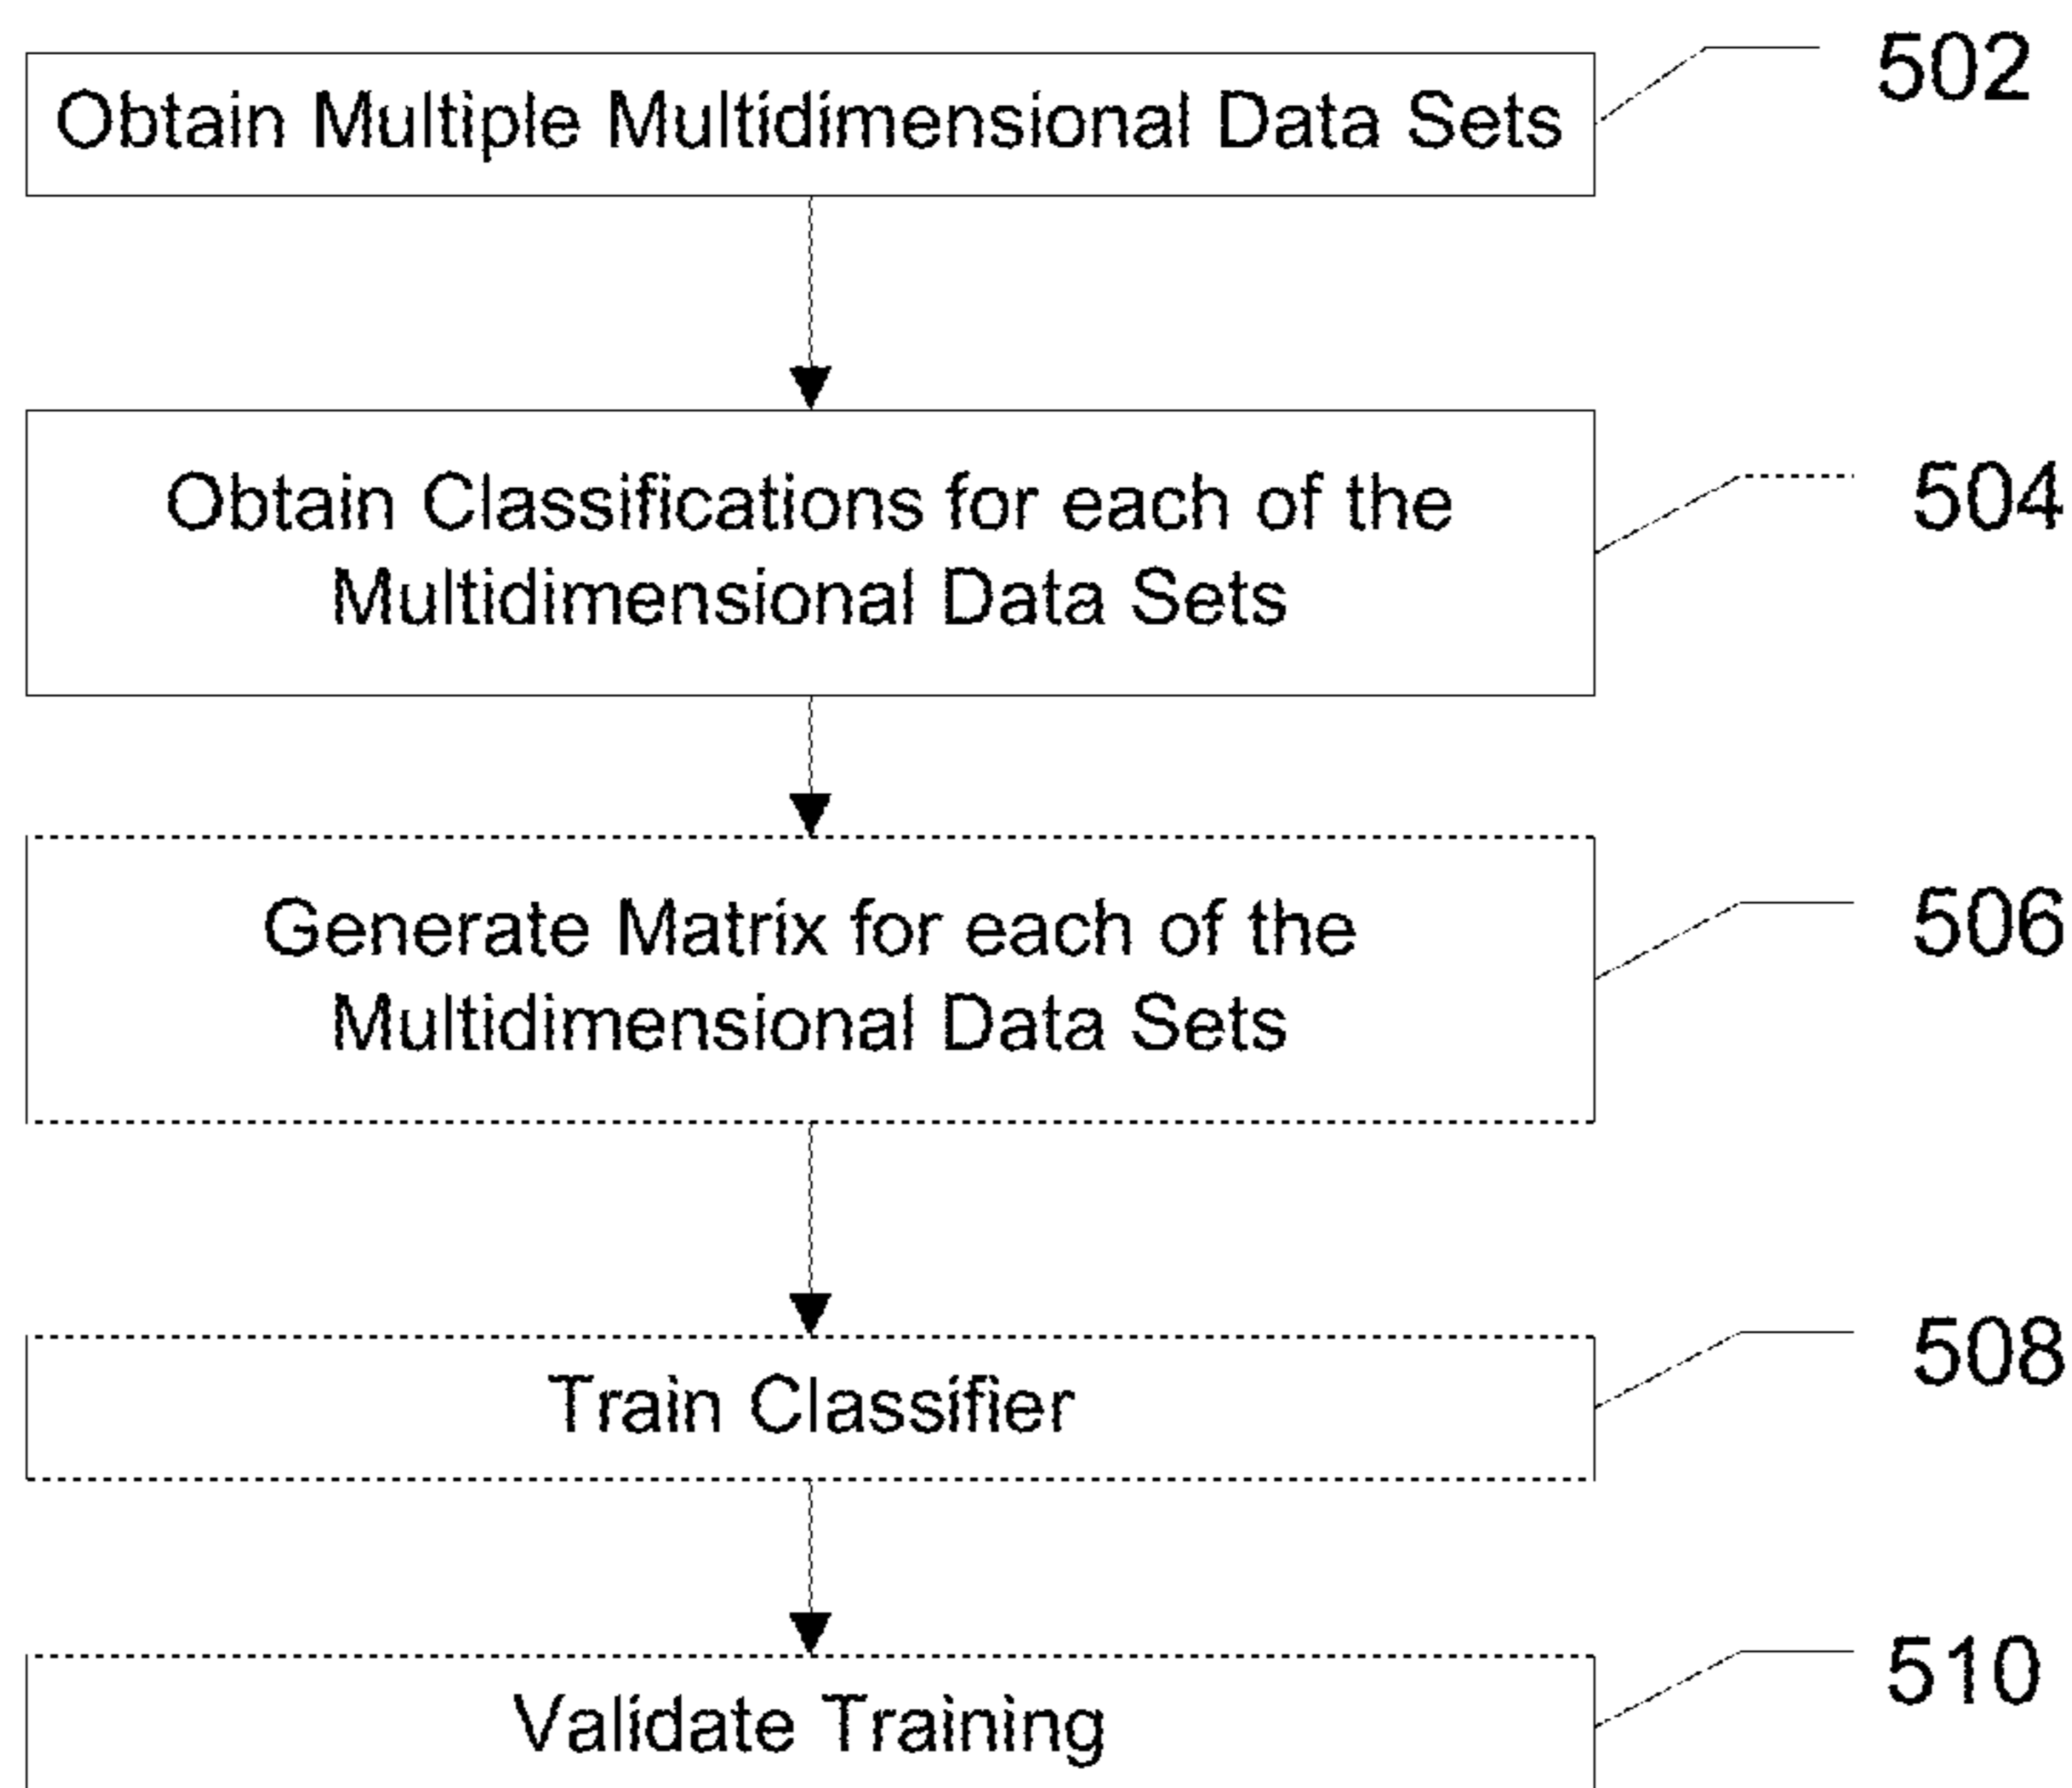 Obtain Multiple Multidimensional Data Sets
502
Obtain Classifications for each of the
Multidimensional Data Sets
504
Generate Matrix for each of the
Multidimensional Data Sets
506
Train Classifier
508
Validate Training
510